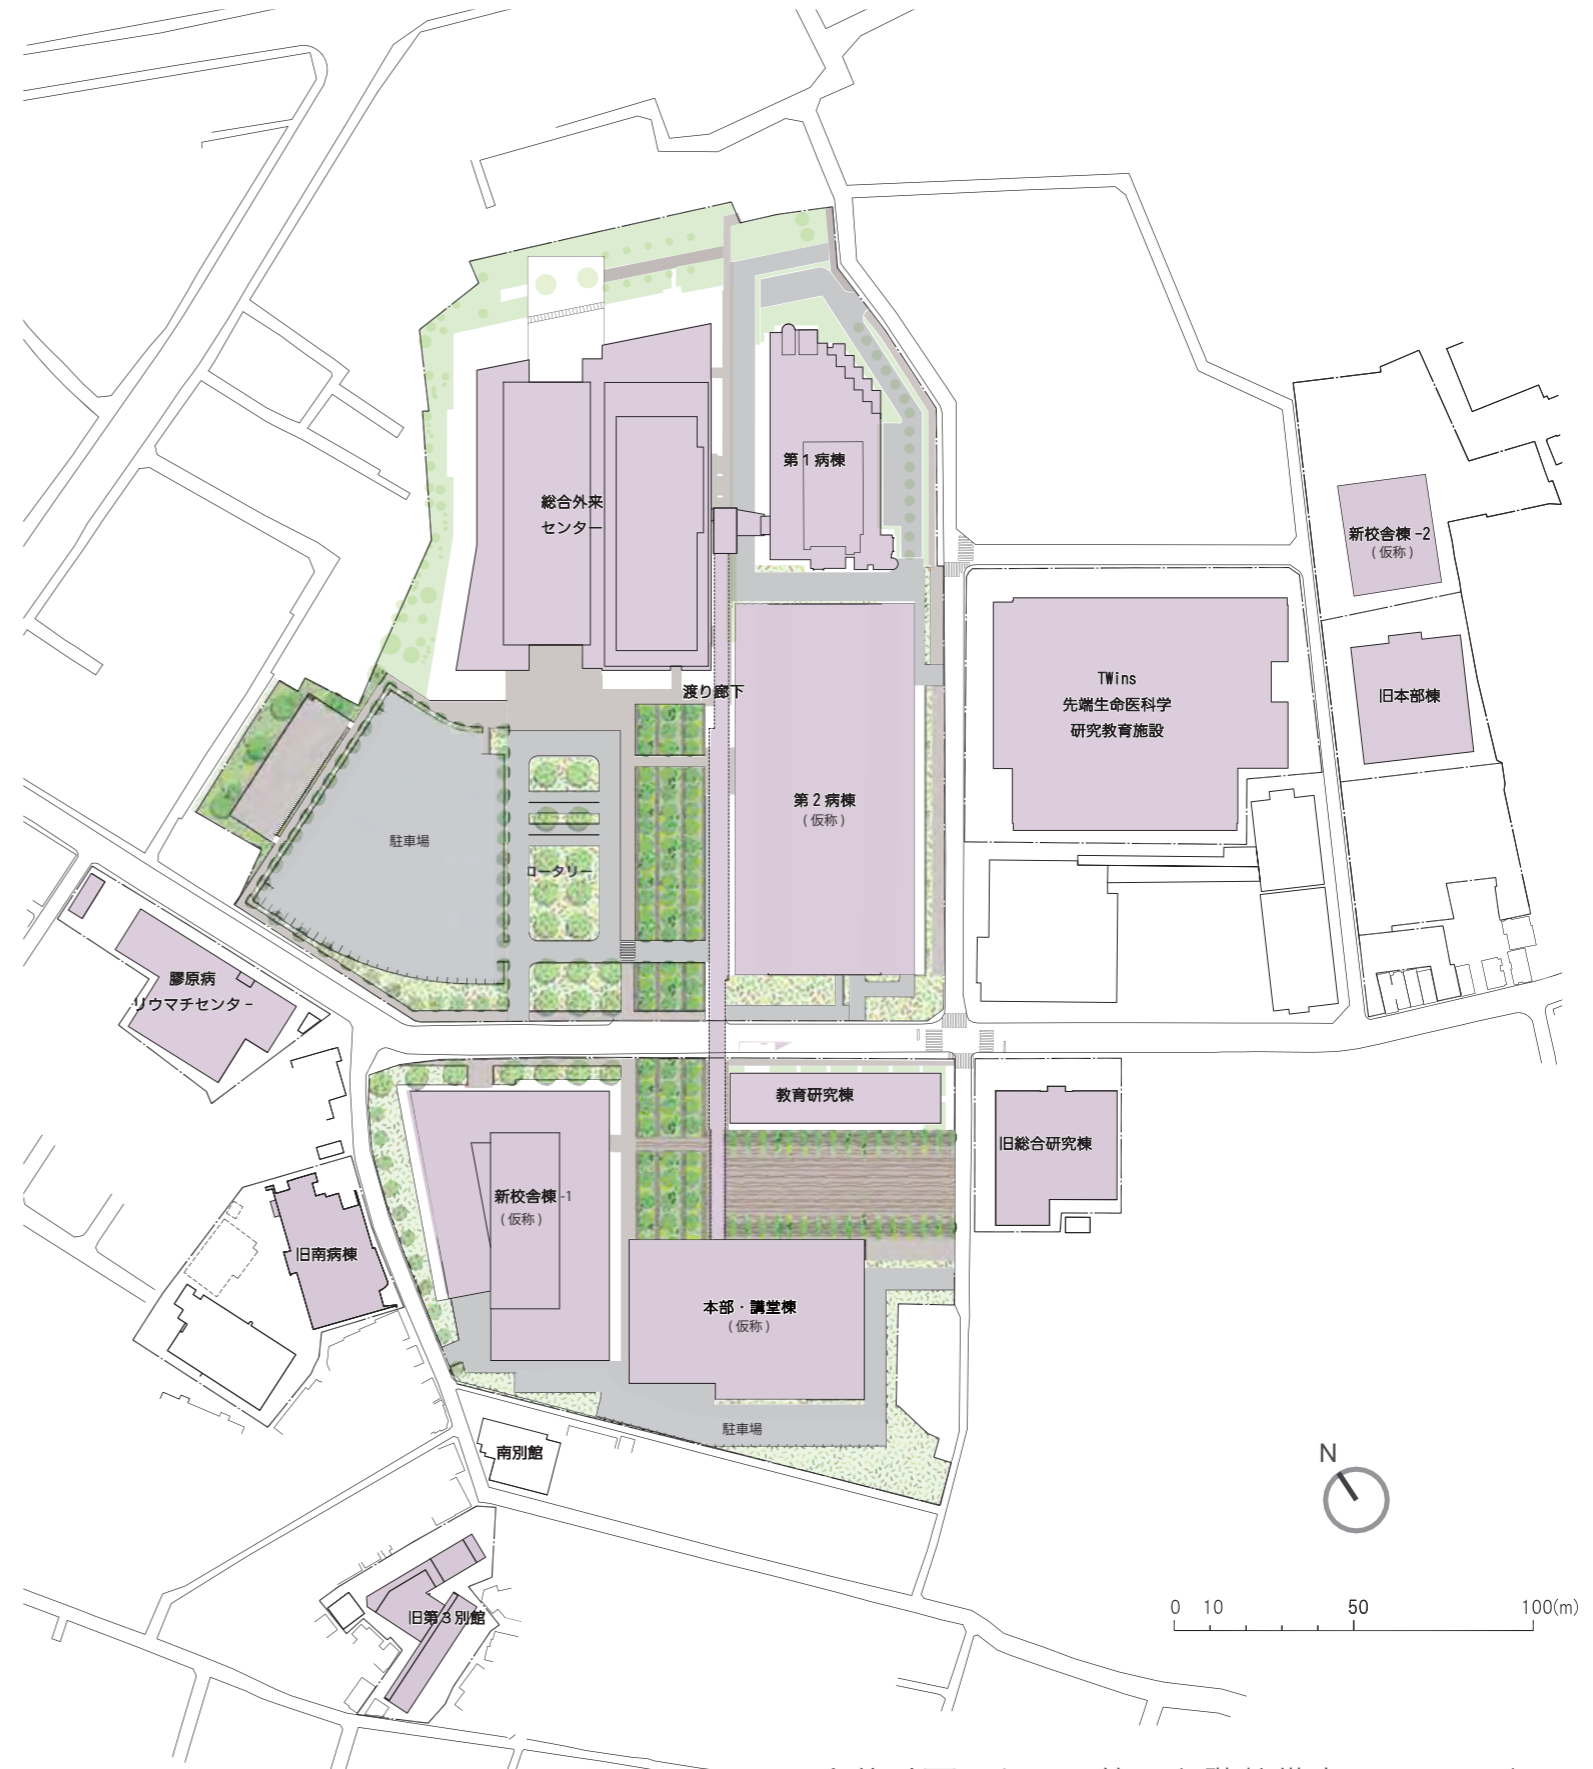 第1病棟
総合外来
センター
新校舎棟-2
(仮称)
渡り廊下
TWins
先端生命医科学
研究教育施設
旧本部棟
第2病棟
(仮称)
駐車場
ロータリー
膠原病
リウマチセンター
教育研究棟
旧総合研究棟
新校舎棟-1
(仮称)
旧南病棟
本部・講堂棟
(仮称)
駐車場
南別館
N
旧第3別館
0 10 50 100(m)